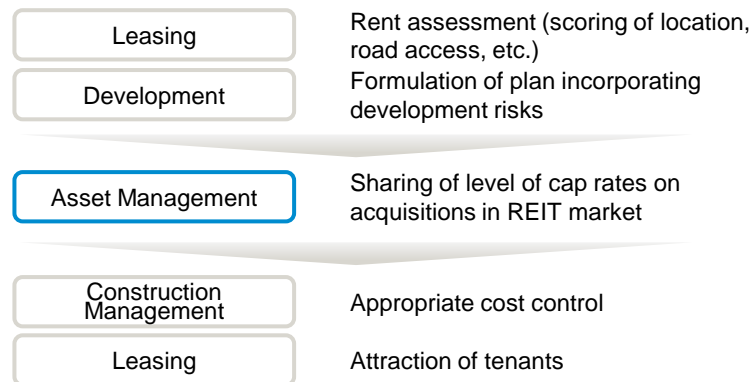 Leasing
Rent assessment (scoring of location,
road access, etc.)
Development
Formulation of plan incorporating
development risks
Asset Management
Sharing of level of cap rates on
acquisitions in REIT market
Construction
Management
Appropriate cost control
Leasing
Attraction of tenants